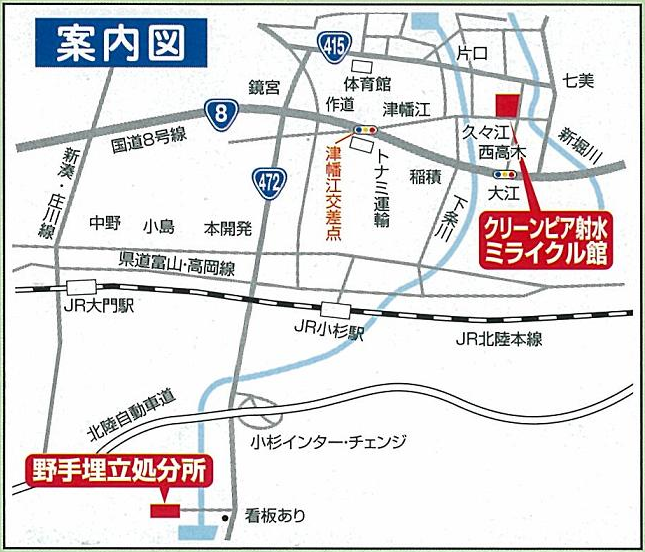 案内図
415
片口
七美
体育館
鏡宮
作道
津幡江
8
久々江
西高木
新堀川
国道8号線
新湊・庄川線
472
津幡江交差点
トナミ運輸
稲積
下条川
大江
クリーンピア射水
ミライクル館
中野
小島
本開発
県道富山・高岡線
JR大門駅
JR小杉駅
JR北陸本線
北陸自動車道
小杉インター・チェンジ
野手埋立処分所
看板あり